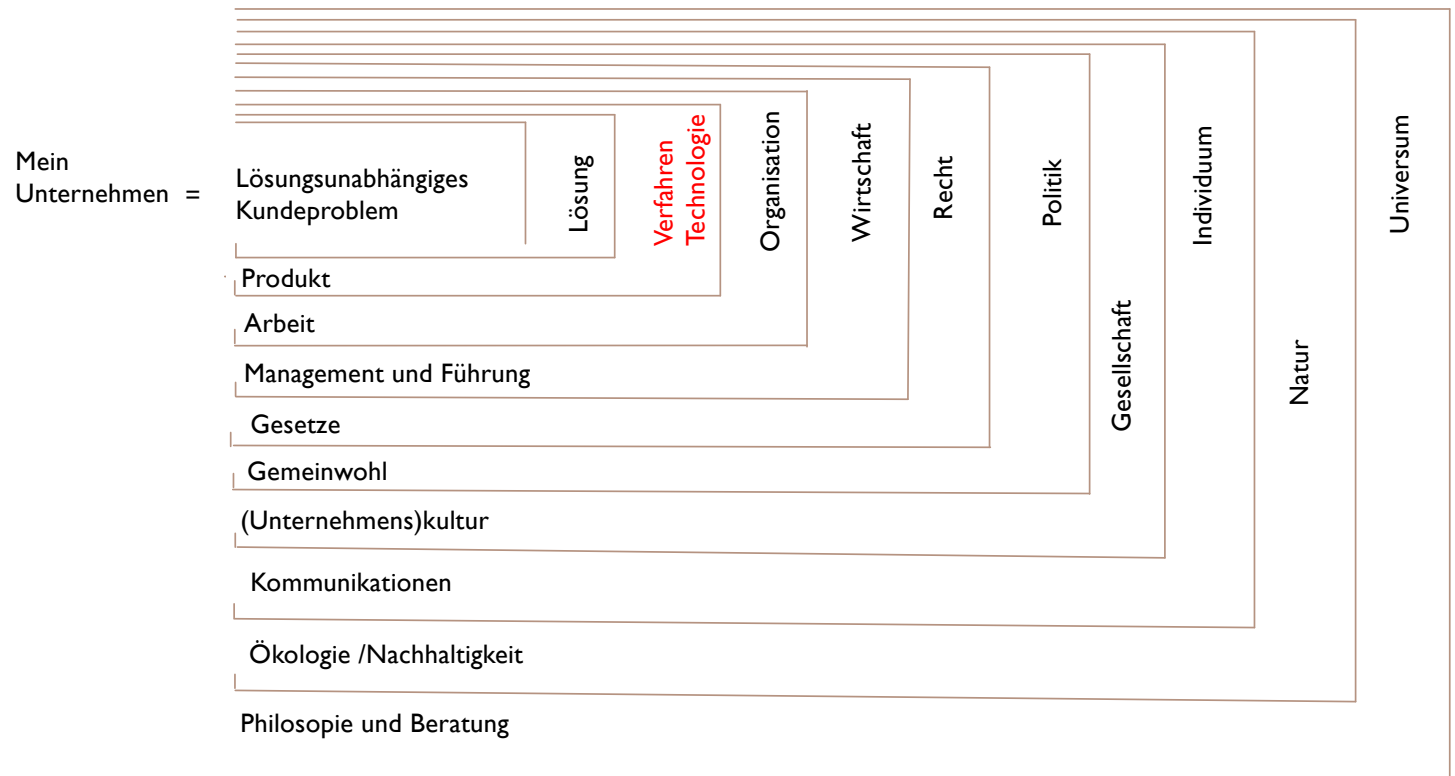 Mein
Unternehmen =
Lösungsunabhängiges
Kundeproblem
Lösung
Verfahren
Technologie
Organisation
Wirtschaft
Recht
Politik
Gesellschaft
Individuum
Natur
Universum
Produkt
Arbeit
Management und Führung
Gesetze
Gemeinwohl
(Unternehmens)kultur
Kommunikationen
Ökologie /Nachhaltigkeit
Philosopie und Beratung